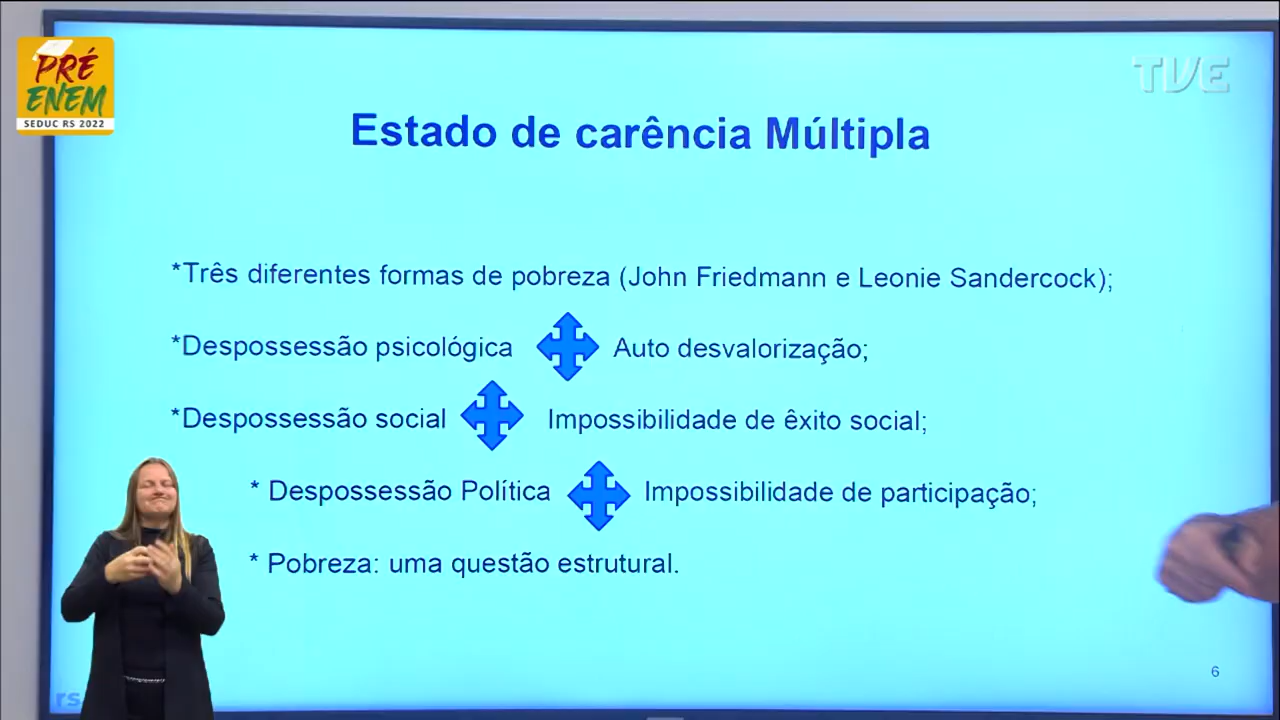 PRÉ
ENEM
SEDUC RS 2022
TVE
Estado de carência Múltipla
*Três diferentes formas de pobreza (John Friedmann e Leonie Sandercock);
*Despossessão psicológica Auto desvalorização;
*Despossessão social Impossibilidade de êxito social;
* Despossessão Política Impossibilidade de participação;
* Pobreza: uma questão estrutural.
6
rs.